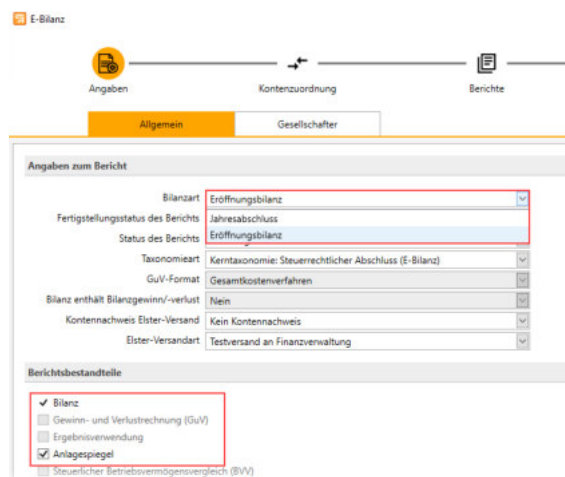 E-Bilanz
Angaben
Kontenzuordnung
Berichte
Allgemein
Gesellschafter
Angaben zum Bericht
Bilanzart Eröffnungsbilanz
Fertigstellungsstatus des Berichts Jahresabschluss
Status des Berichts Eröffnungsbilanz
Taxonomieart Kerntaxonomie: Steuerrechtlicher Abschluss (E-Bilanz)
GuV-Format Gesamtkostenverfahren
Bilanz enthält Bilanzgewinn/-verlust Nein
Kontennachweis Elster-Versand Kein Kontennachweis
Elster-Versandart Testversand an Finanzverwaltung
Berichtsbestandteile
Bilanz
Gewinn- und Verlustrechnung (GuV)
Ergebnisverwendung
Anlagespiegel
Steuerlicher Betriebsvermögensvergleich (BVV)